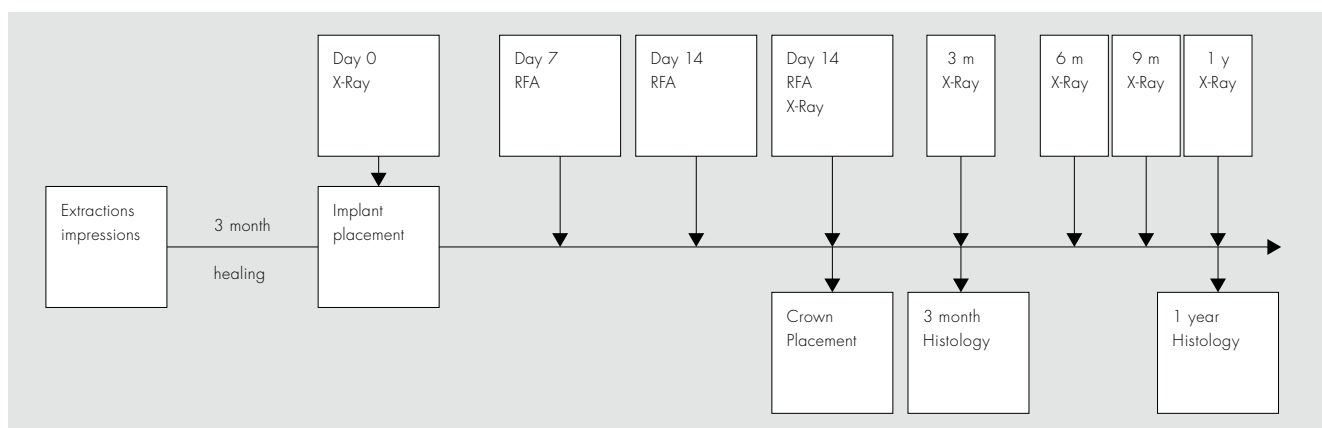 Day 0
X-Ray
Day 7
RFA
Day 14
RFA
Day 14
RFA
X-Ray
3 m
X-Ray
6 m
X-Ray
9 m
X-Ray
1 y
X-Ray
Extractions
impressions
3 month
healing
Implant
placement
Crown
Placement
3 month
Histology
1 year
Histology